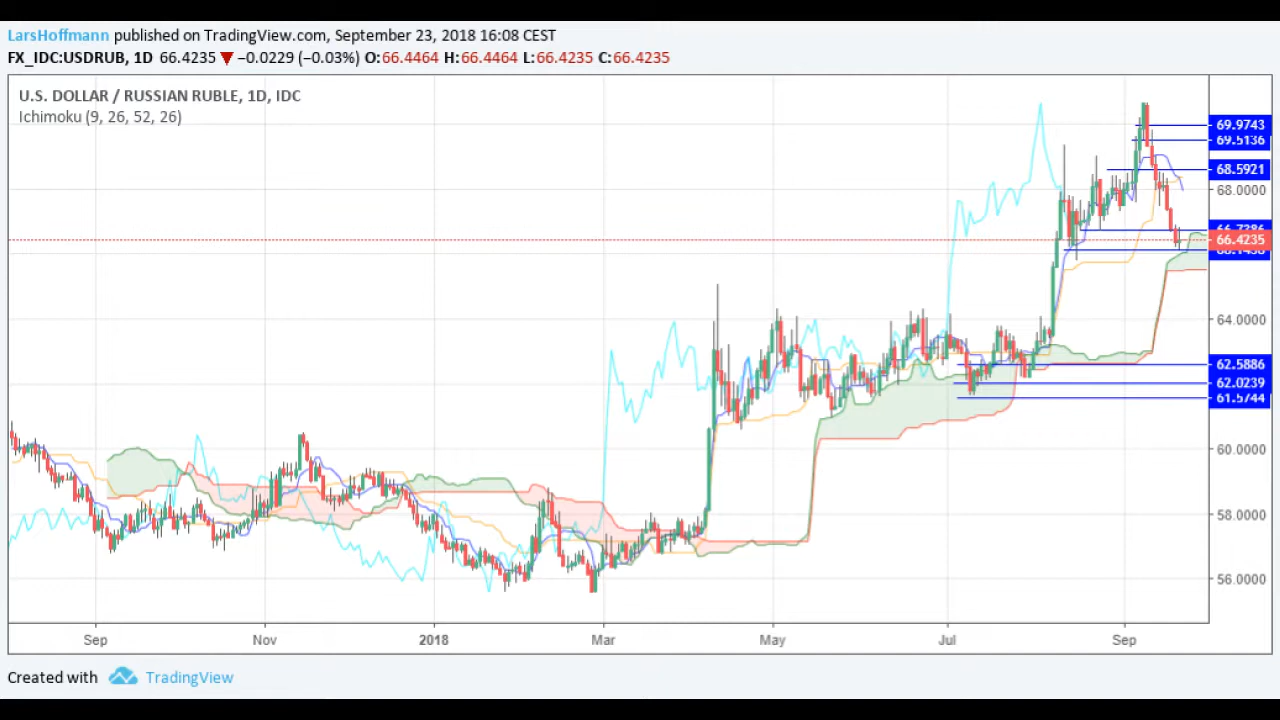 LarsHoffmann published on TradingView.com, September 23, 2018 16:08 CEST
FX_IDC:USDRUB, 1D 66.4235 ▼ −0.0229 (−0.03%) O:66.4464 H:66.4464 L:66.4235 C:66.4235
U.S. DOLLAR / RUSSIAN RUBLE, 1D, IDC
Ichimoku (9, 26, 52, 26)
69.9743
69.5136
68.5921
68.0000
66.4235
64.0000
62.5886
62.0239
61.5744
60.0000
58.0000
56.0000
Sep Nov 2018 Mar May Jul Sep
Created with TradingView